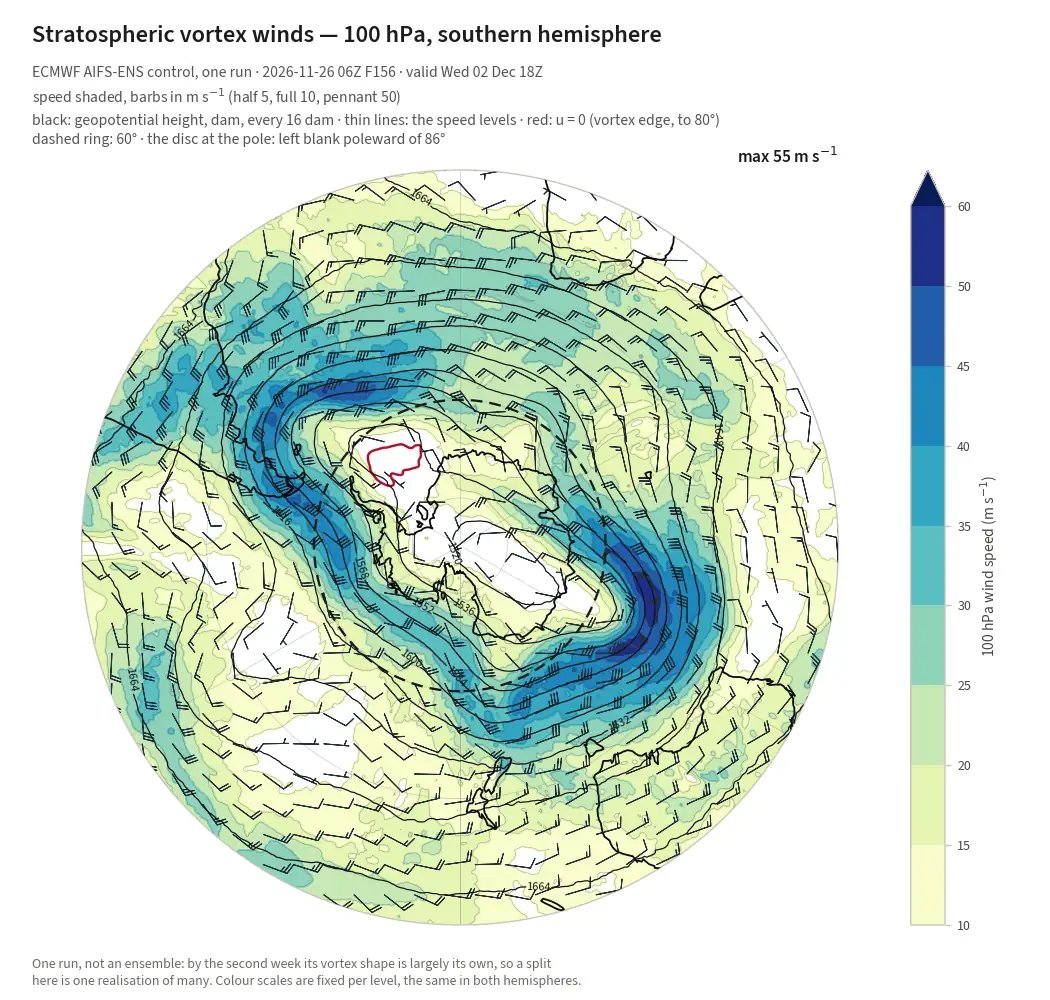 Stratospheric vortex winds — 100 hPa, southern hemisphere
ECMWF AIFS-ENS control, one run · 2026-11-26 06Z F156 · valid Wed 02 Dec 18Z
speed shaded, barbs in m s⁻¹ (half 5, full 10, pennant 50)
black: geopotential height, dam, every 16 dam · thin lines: the speed levels · red: u = 0 (vortex edge, to 80°)
dashed ring: 60° · the disc at the pole: left blank poleward of 86°
max 55 m s⁻¹
1664
1664
1648
1616
1520
1568
1552
1536
1600
1664
1632
1664
60
50
45
40
35
30
25
20
15
10
100 hPa wind speed (m s⁻¹)
One run, not an ensemble: by the second week its vortex shape is largely its own, so a split
here is one realisation of many. Colour scales are fixed per level, the same in both hemispheres.